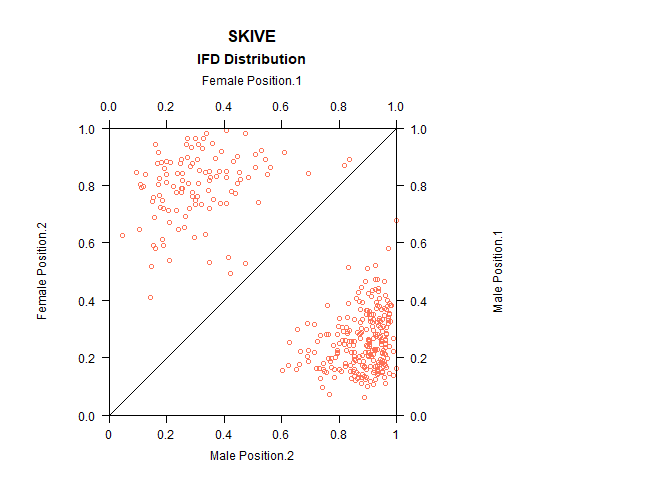 SKIVE
IFD Distribution
Female Position.1
0.0 0.2 0.4 0.6 0.8 1.0
1.0 1.0
0.8 0.8
0.6 0.6
Female Position.2 Male Position.1
0.4 0.4
0.2 0.2
0.0 0.0
0 0.2 0.4 0.6 0.8 1
Male Position.2